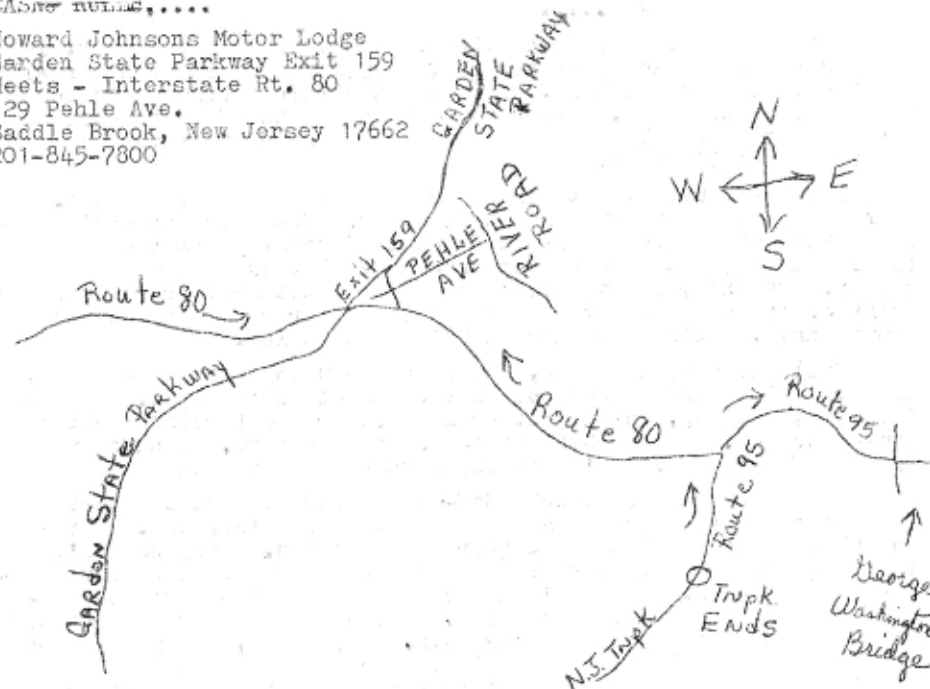 Howard Johnsons Motor Lodge
Garden State Parkway Exit 159
Meets - Interstate Rt. 80
29 Pehle Ave.
Saddle Brook, New Jersey 17662
201-845-7800
GARDEN
STATE
PARKWAY
N
W E
S
RIVER
ROAD
Exit 159
PEHLE
AVE
Route 80
PARKWAY
GARDEN STATE
Route 80
Route 95
Route 95
N.J. Tnpk
Tnpk
ENDS
George
Washington
Bridge